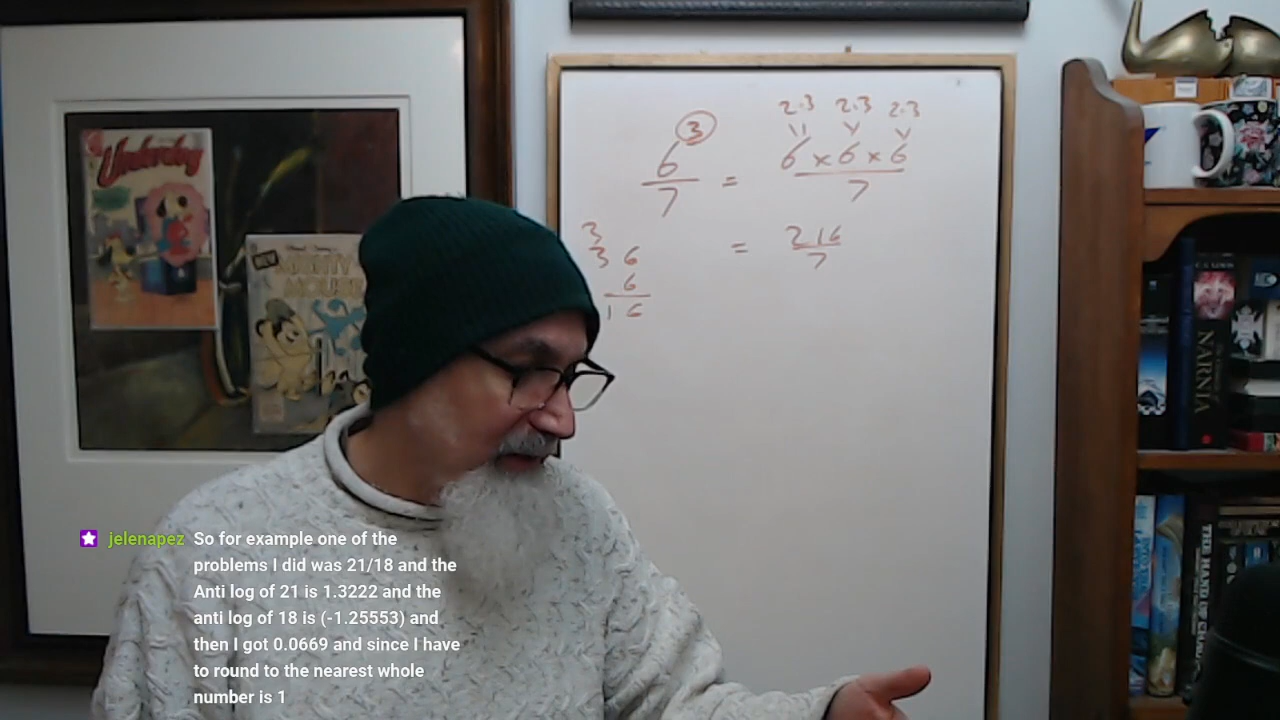 Underdog
NEW
MIGHTY
MOUSE
3
6
7
=
2·3 2·3 2·3
6 x 6 x 6
7
3
3 6
6
1 6
=
216
7
NARNIA
THE HAND OF
jelenapez So for example one of the
problems I did was 21/18 and the
Anti log of 21 is 1.3222 and the
anti log of 18 is (-1.25553) and
then I got 0.0669 and since I have
to round to the nearest whole
number is 1